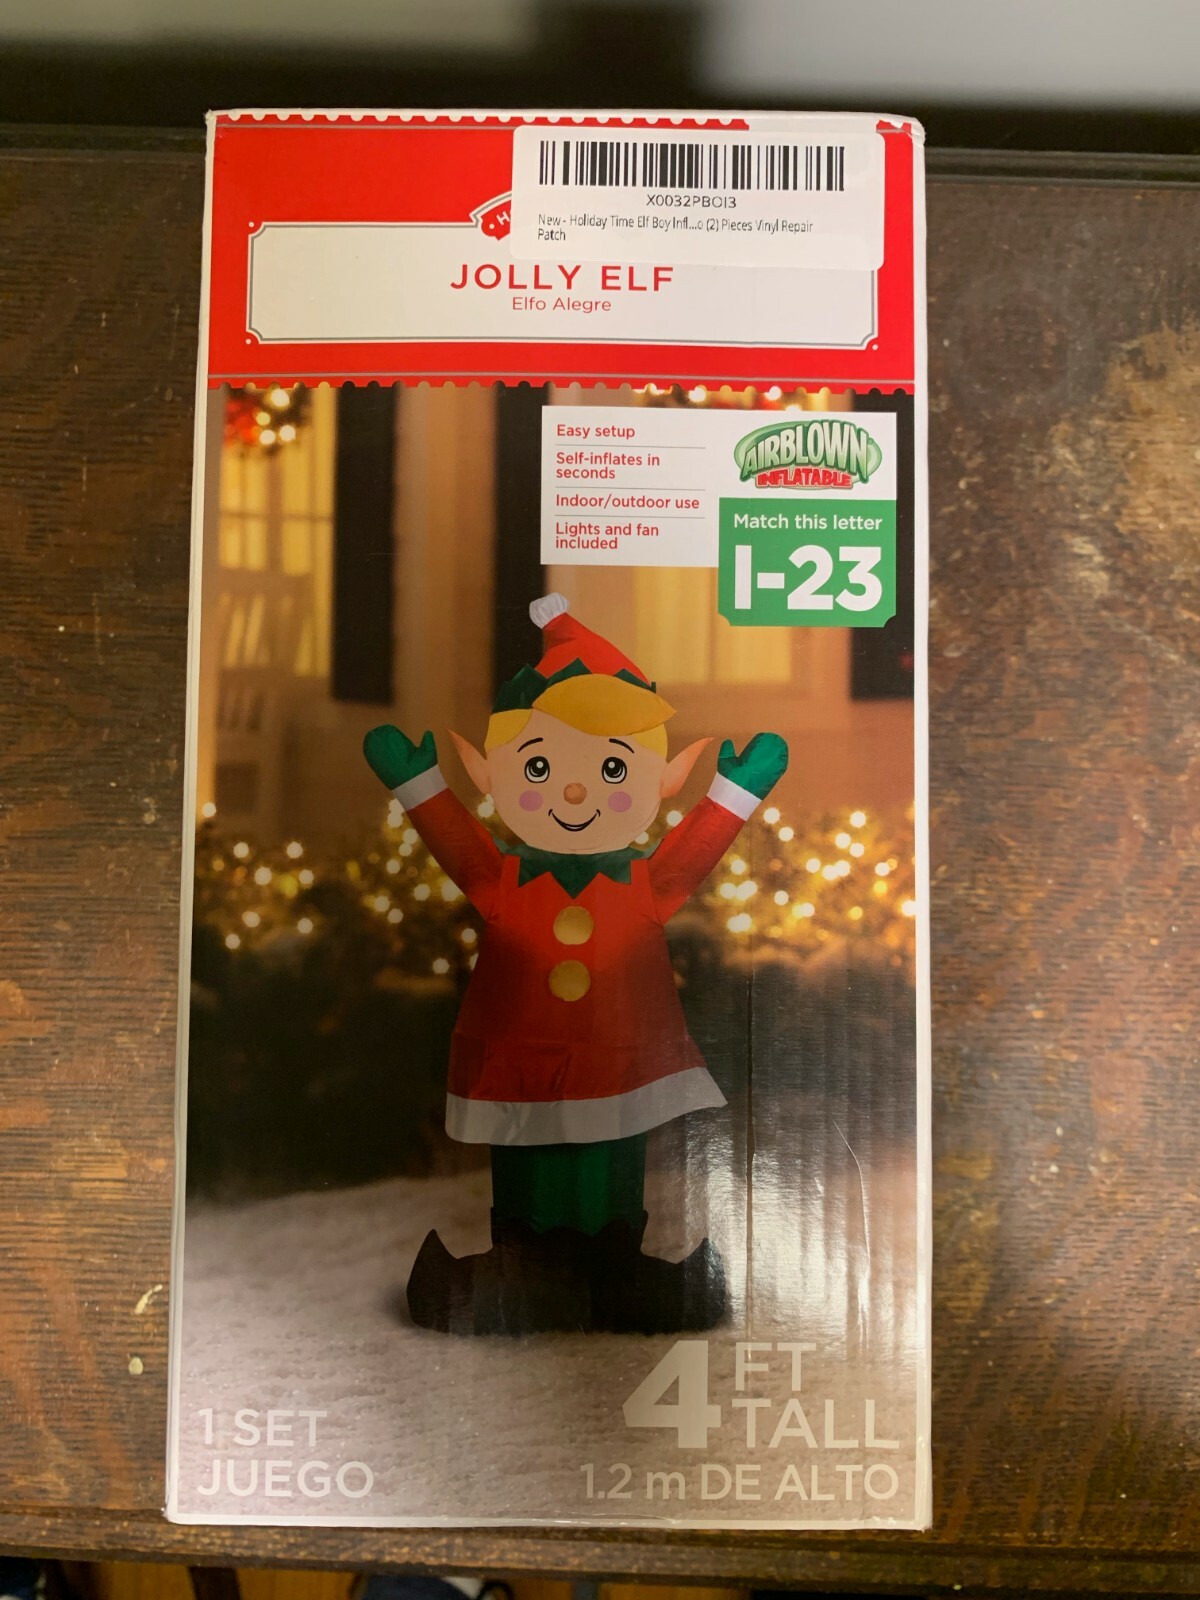 X0032PBOI3
New - Holiday Time Elf Boy Infl...o (2) Pieces Vinyl Repair
Patch
JOLLY ELF
Elfo Alegre
Easy setup
Self-inflates in
seconds
Indoor/outdoor use
Lights and fan
included
AIRBLOWN
INFLATABLE
Match this letter
I-23
4 FT
TALL
1.2 m DE ALTO
1 SET
JUEGO